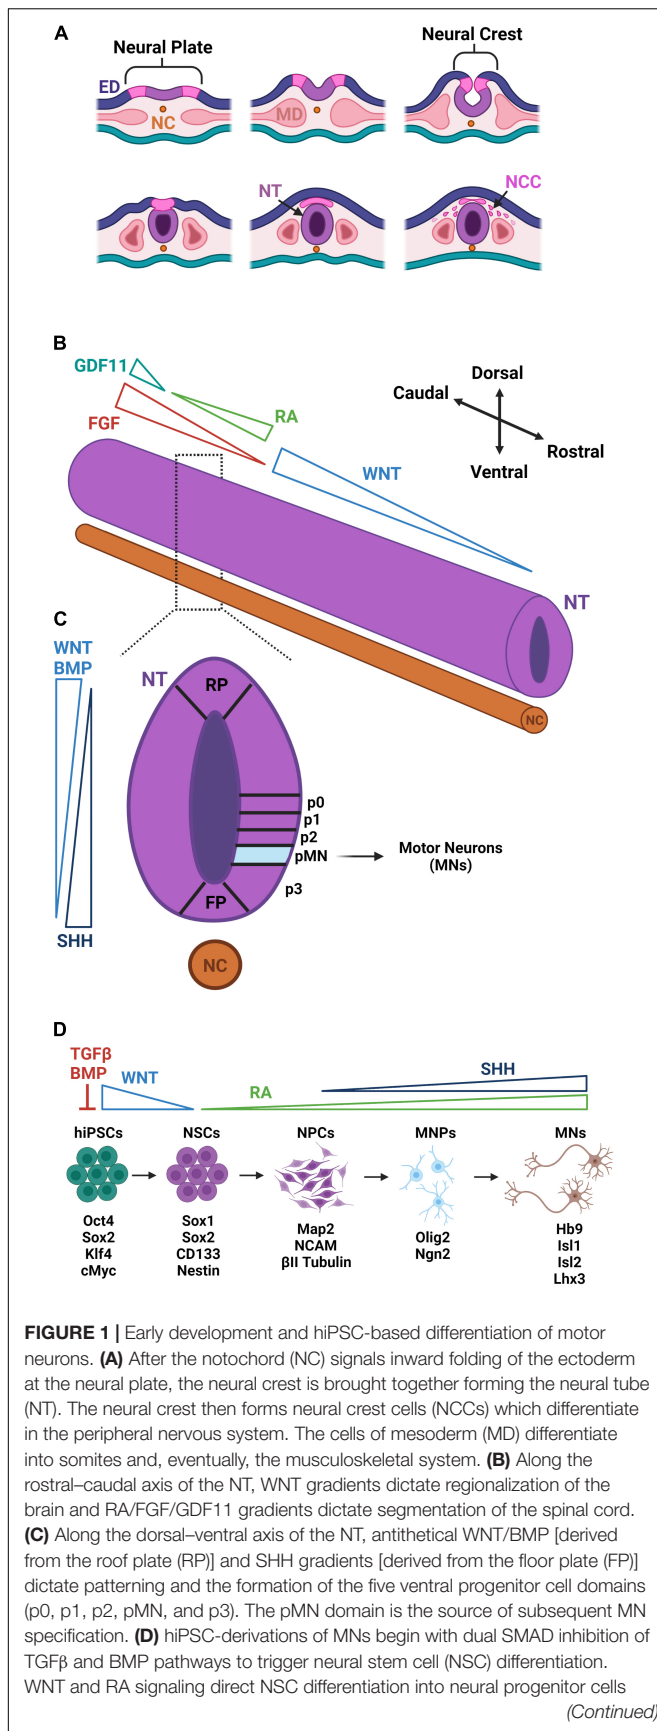 A
Neural Plate
Neural Crest
ED
NC
MD
NT
NCC
B
GDF11
FGF
RA
WNT
Dorsal
Caudal
Rostral
Ventral
NT
NC
C
WNT
BMP
SHH
NT
RP
p0
p1
p2
pMN
p3
FP
NC
Motor Neurons
(MNs)
D
TGFβ
BMP
WNT
RA
SHH
hiPSCs
NSCs
NPCs
MNPs
MNs
Oct4
Sox2
Klf4
cMyc
Sox1
Sox2
CD133
Nestin
Map2
NCAM
βII Tubulin
Olig2
Ngn2
Hb9
Isl1
Isl2
Lhx3
FIGURE 1 | Early development and hiPSC-based differentiation of motor
neurons. (A) After the notochord (NC) signals inward folding of the ectoderm
at the neural plate, the neural crest is brought together forming the neural tube
(NT). The neural crest then forms neural crest cells (NCCs) which differentiate
in the peripheral nervous system. The cells of mesoderm (MD) differentiate
into somites and, eventually, the musculoskeletal system. (B) Along the
rostral–caudal axis of the NT, WNT gradients dictate regionalization of the
brain and RA/FGF/GDF11 gradients dictate segmentation of the spinal cord.
(C) Along the dorsal–ventral axis of the NT, antithetical WNT/BMP [derived
from the roof plate (RP)] and SHH gradients [derived from the floor plate (FP)]
dictate patterning and the formation of the five ventral progenitor cell domains
(p0, p1, p2, pMN, and p3). The pMN domain is the source of subsequent MN
specification. (D) hiPSC-derivations of MNs begin with dual SMAD inhibition of
TGFβ and BMP pathways to trigger neural stem cell (NSC) differentiation.
WNT and RA signaling direct NSC differentiation into neural progenitor cells
(Continued)